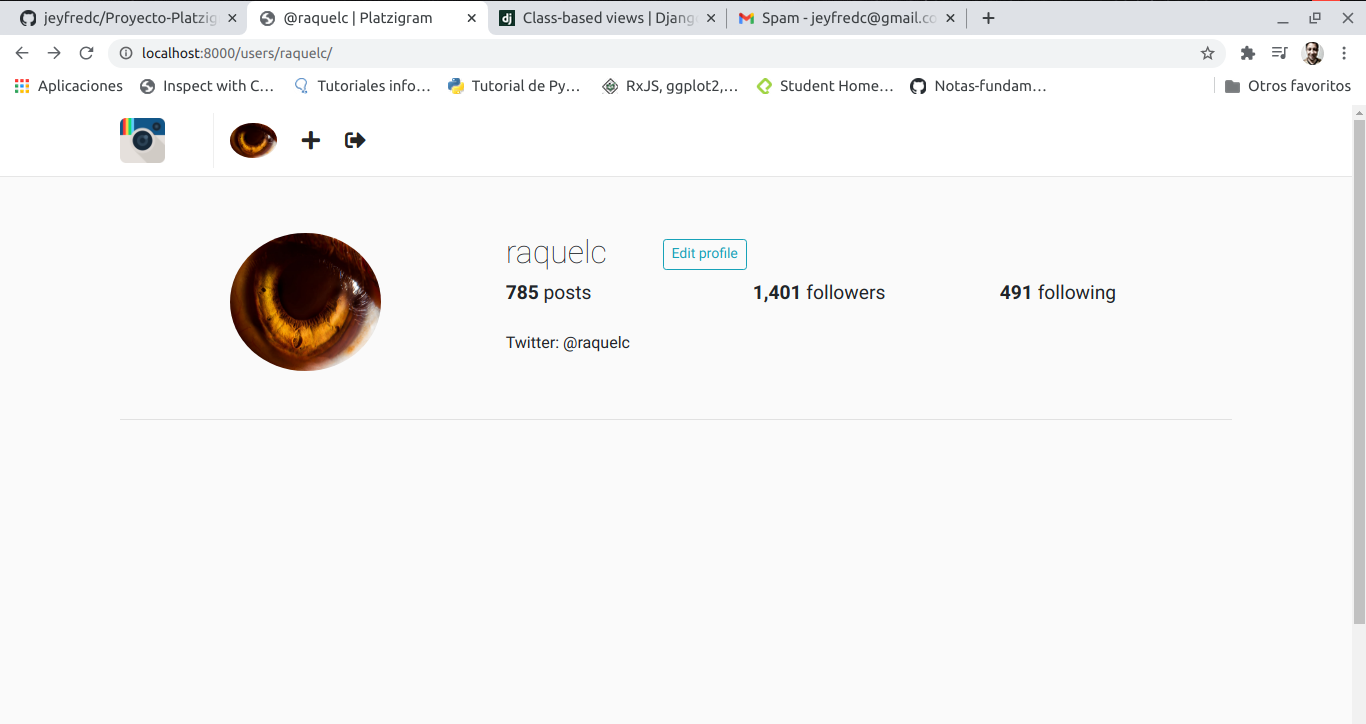 jeyfredc/Proyecto-Platzig
@raquelc | Platzigram
Class-based views | Djang
Spam - jeyfredc@gmail.co
localhost:8000/users/raquelc/
Aplicaciones
Inspect with C…
Tutoriales info…
Tutorial de Py…
RxJS, ggplot2,…
Student Home…
Notas-fundam…
Otros favoritos
raquelc
Edit profile
785 posts
1,401 followers
491 following
Twitter: @raquelc